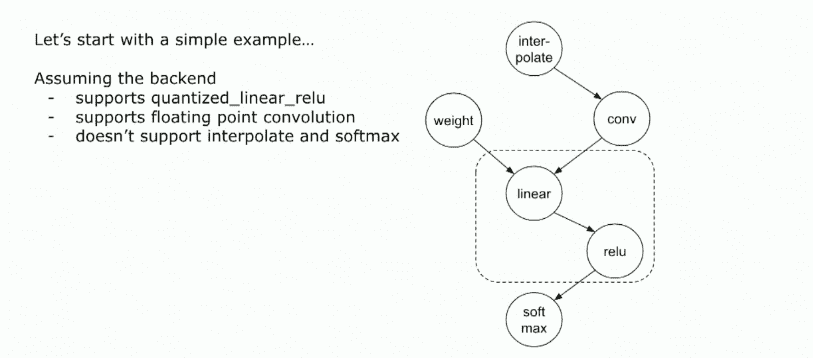 Let's start with a simple example...
Assuming the backend
- supports quantized_linear_relu
- supports floating point convolution
- doesn't support interpolate and softmax
inter-
polate
weight
conv
linear
relu
soft
max